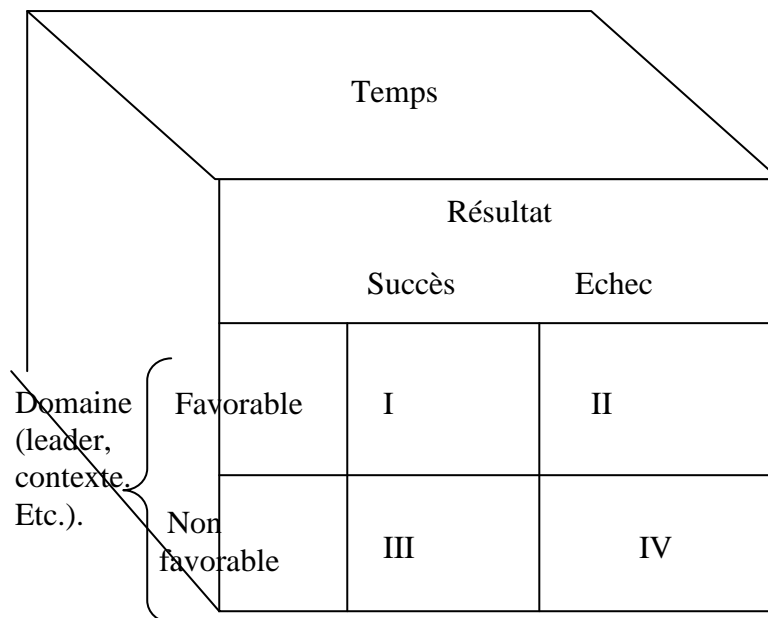 Temps
Résultat
Succès Echec
Domaine
(leader,
contexte.
Etc.).
Favorable I II
Non
favorable III IV